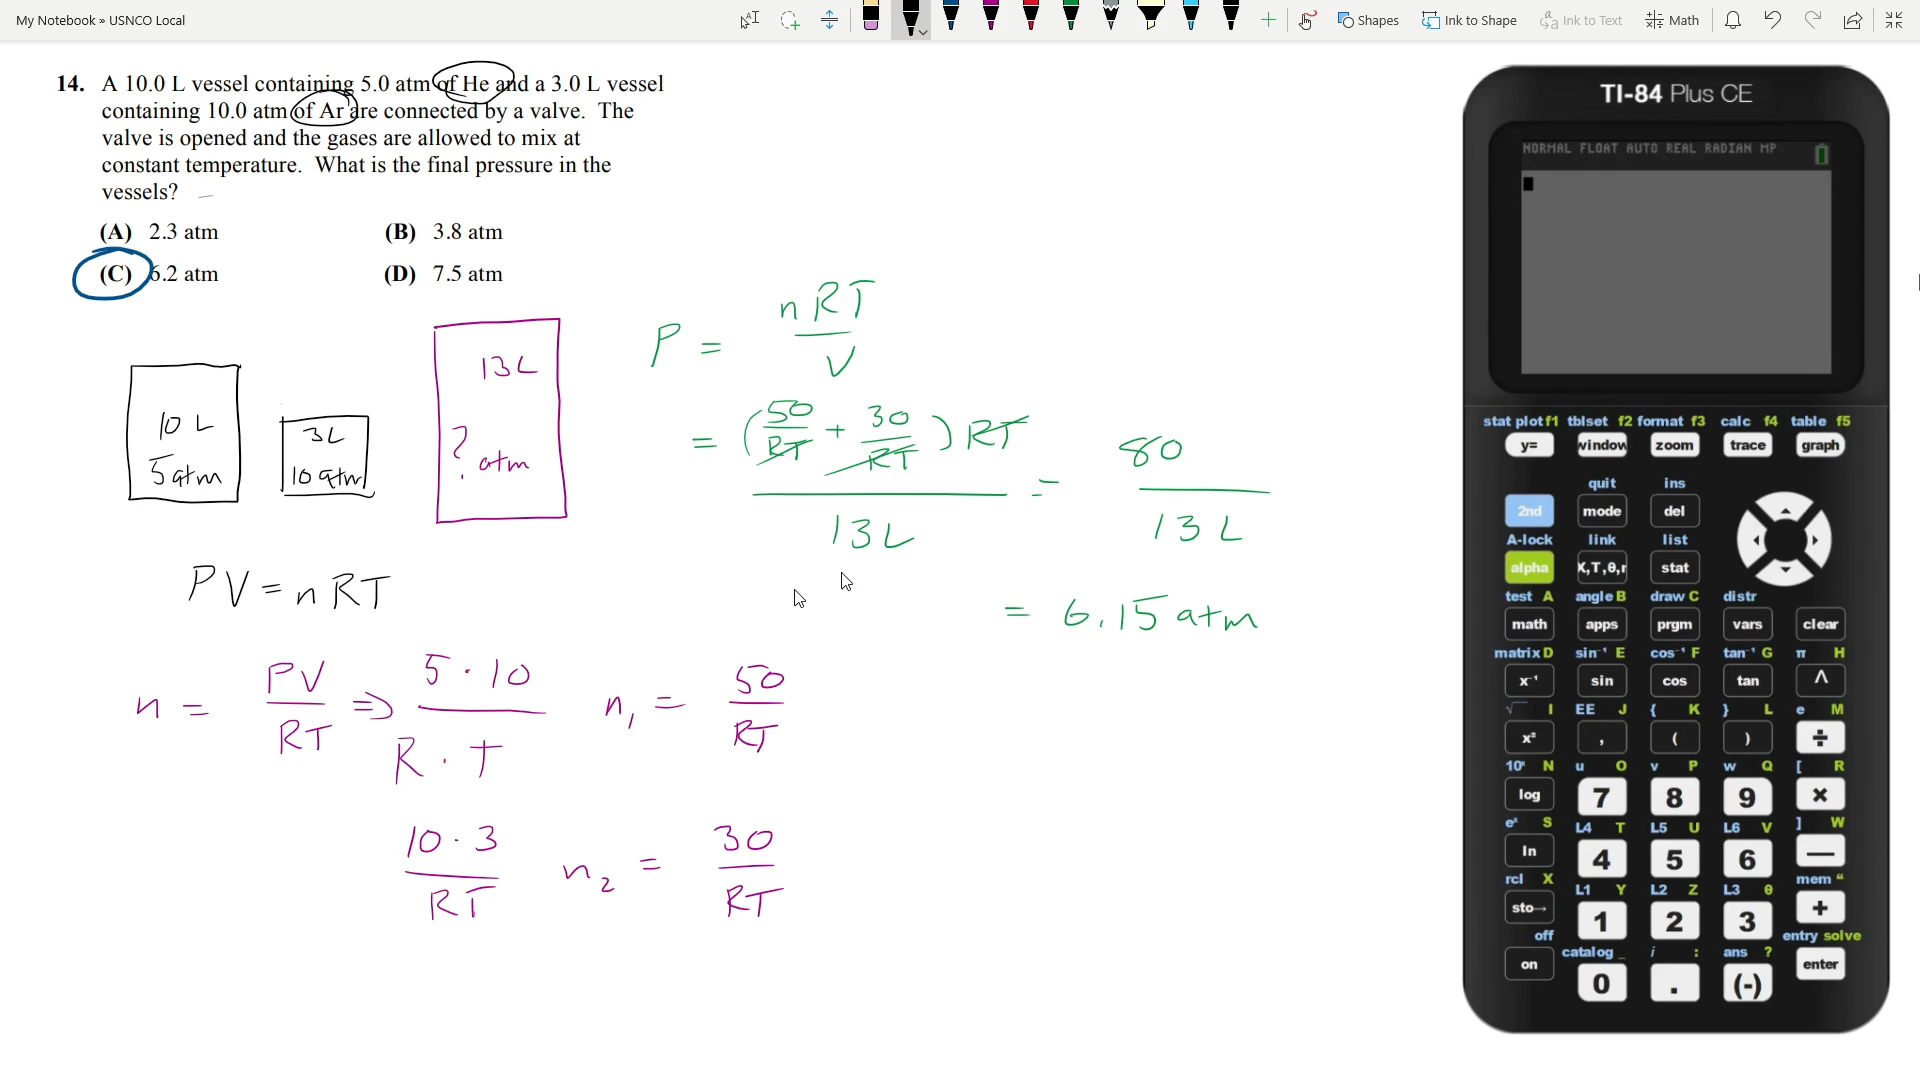 My Notebook » USNCO Local
Shapes
Ink to Shape
Ink to Text
Math
14. A 10.0 L vessel containing 5.0 atm of He and a 3.0 L vessel
containing 10.0 atm of Ar are connected by a valve. The
valve is opened and the gases are allowed to mix at
constant temperature. What is the final pressure in the
vessels?
(A) 2.3 atm (B) 3.8 atm
(C) 6.2 atm (D) 7.5 atm
10 L
5 atm
3L
10 atm
13L
? atm
PV = nRT
n = PV/RT ⇒ 5 · 10/R · T n₁ = 50/RT
10 · 3/RT n₂ = 30/RT
P = nRT/V
= (50/RT + 30/RT) RT/13L = 80/13 L
= 6.15 atm
TI-84 Plus CE
NORMAL FLOAT AUTO REAL RADIAN MP
stat plot f1 tblset f2 format f3 calc f4 table f5
y= window zoom trace graph
quit ins
2nd mode del
A-lock link list
alpha X,T,θ,n stat
test A angle B draw C distr
math apps prgm vars clear
matrix D sin⁻¹ E cos⁻¹ F tan⁻¹ G π H
x⁻¹ sin cos tan ^
√ I EE J { K } L e M
x² , ( ) ÷
10ˣ N u O v P w Q [ R
log 7 8 9 ×
eˣ S L4 T L5 U L6 V ] W
ln 4 5 6 —
rcl X L1 Y L2 Z L3 θ mem "
sto→ 1 2 3 +
off catalog _ i : ans ? entry solve
on 0 . (-) enter